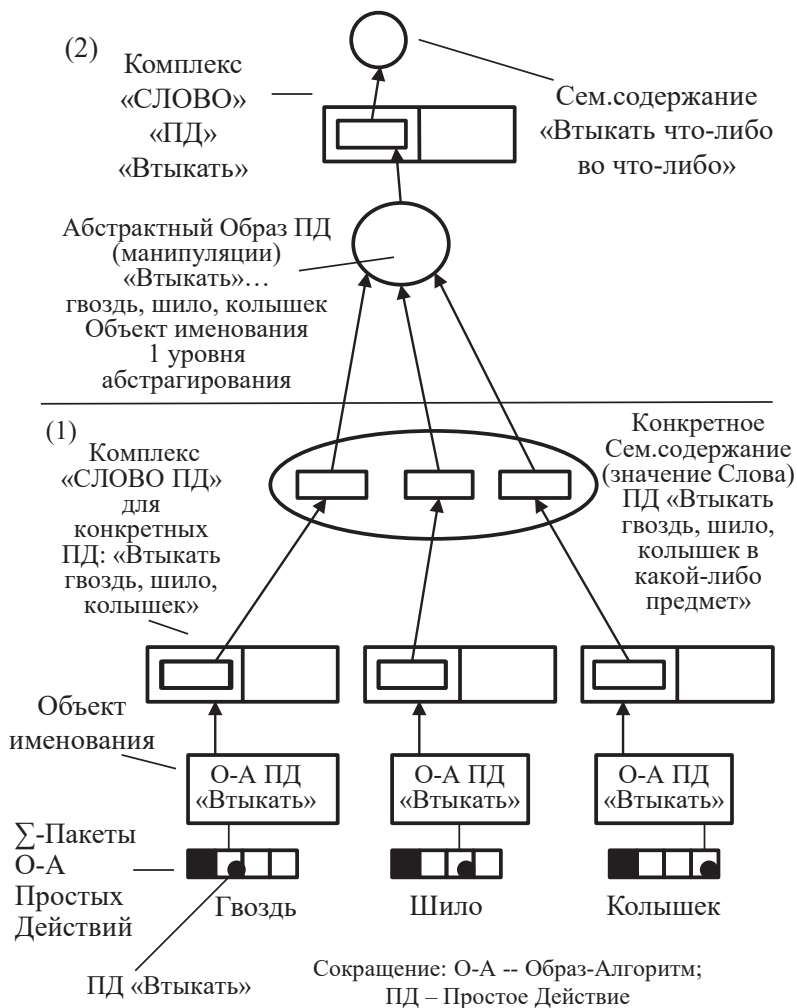 (2)
Комплекс
«СЛОВО»
«ПД»
«Втыкать»
Сем.содержание
«Втыкать что-либо
во что-либо»
Абстрактный Образ ПД
(манипуляции)
«Втыкать»…
гвоздь, шило, колышек
Объект именования
1 уровня
абстрагирования
(1)
Комплекс
«СЛОВО ПД»
для
конкретных
ПД: «Втыкать
гвоздь, шило,
колышек»
Конкретное
Сем.содержание
(значение Слова)
ПД «Втыкать
гвоздь, шило,
колышек в
какой-либо
предмет»
Объект
именования
О-А ПД
«Втыкать»
О-А ПД
«Втыкать»
О-А ПД
«Втыкать»
∑-Пакеты
О-А
Простых
Действий
Гвоздь
Шило
Колышек
ПД «Втыкать»
Сокращение: О-А -- Образ-Алгоритм;
ПД – Простое Действие